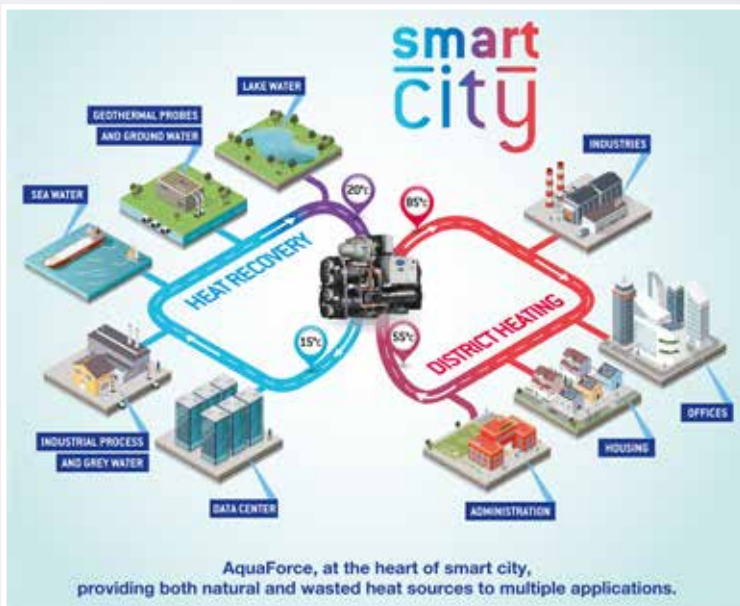 smart
city
LAKE WATER
GEOTHERMAL PROBES
AND GROUND WATER
SEA WATER
INDUSTRIES
20°C
85°C
HEAT RECOVERY
DISTRICT HEATING
15°C
55°C
OFFICES
INDUSTRIAL PROCESS
AND GREY WATER
HOUSING
DATA CENTER
ADMINISTRATION
AquaForce, at the heart of smart city,
providing both natural and wasted heat sources to multiple applications.